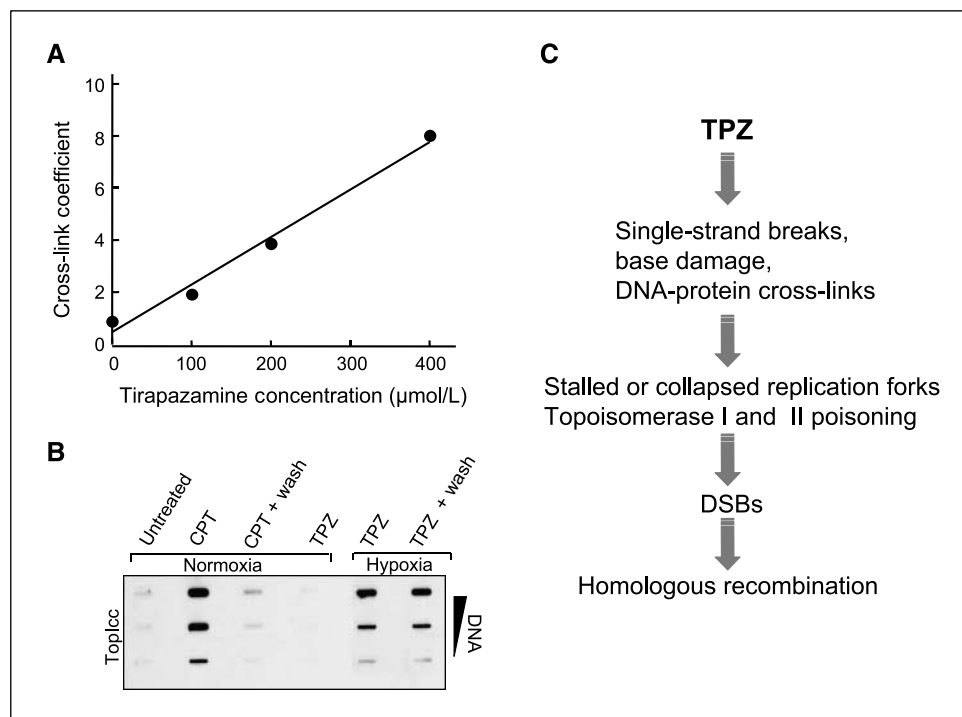 A
10
8
6
4
2
0
Cross-link coefficient
0 100 200 300 400
Tirapazamine concentration (µmol/L)
B
Untreated
CPT
CPT + wash
TPZ
TPZ
TPZ + wash
Normoxia
Hypoxia
TopIcc
DNA
C
TPZ
Single-strand breaks,
base damage,
DNA-protein cross-links
Stalled or collapsed replication forks
Topoisomerase I and II poisoning
DSBs
Homologous recombination